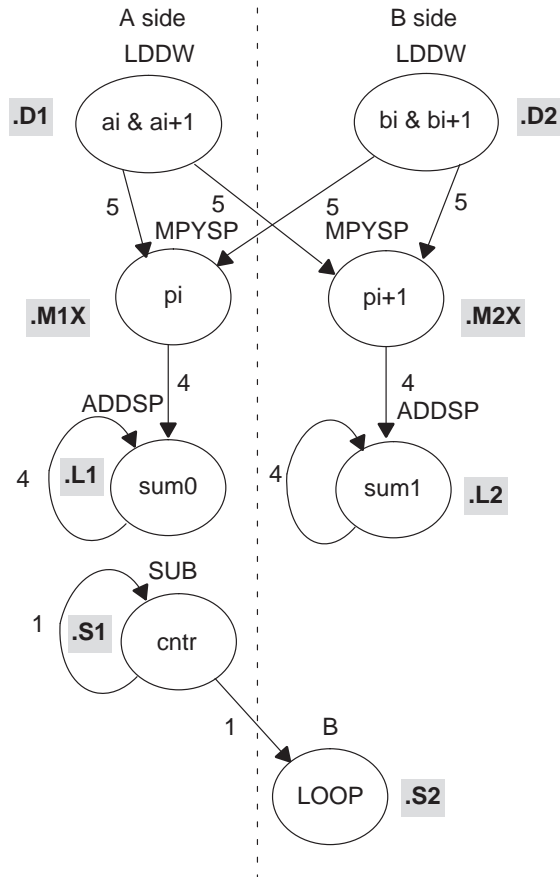 A side
B side
LDDW
LDDW
.D1
ai & ai+1
bi & bi+1
.D2
5
5
5
5
MPYSP
MPYSP
pi
pi+1
.M1X
.M2X
4
4
ADDSP
ADDSP
4
.L1
sum0
4
sum1
.L2
SUB
1
.S1
cntr
1
B
LOOP
.S2